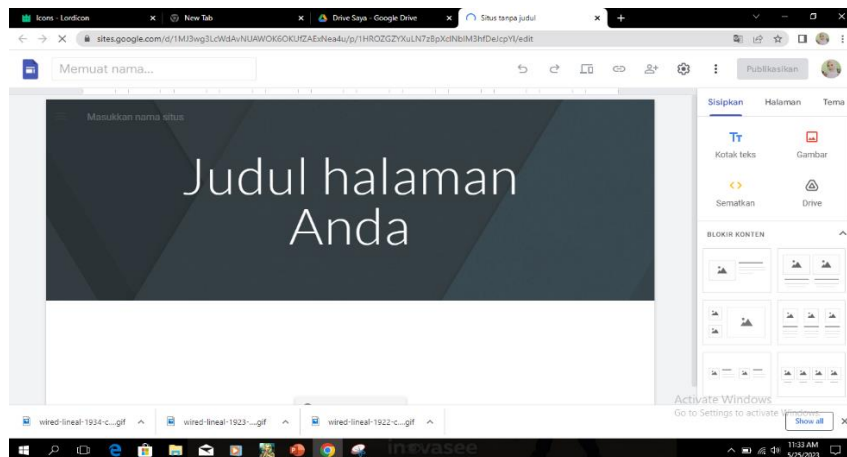 Icons - Lordicon
New Tab
Drive Saya - Google Drive
Situs tanpa judul
sites.google.com/d/
/edit
Memuat nama...
Publikasikan
Masukkan nama situs
Judul halaman
Anda
Sisipkan Halaman Tema
Kotak teks Gambar
Sematkan Drive
BLOKIR KONTEN
Activate Windows
Go to Settings to activate Windows.
wired-lineal-1934-c....gif
wired-lineal-1923-...gif
wired-lineal-1922-c....gif
Show all
inovasee
11:33 AM
5/25/2023